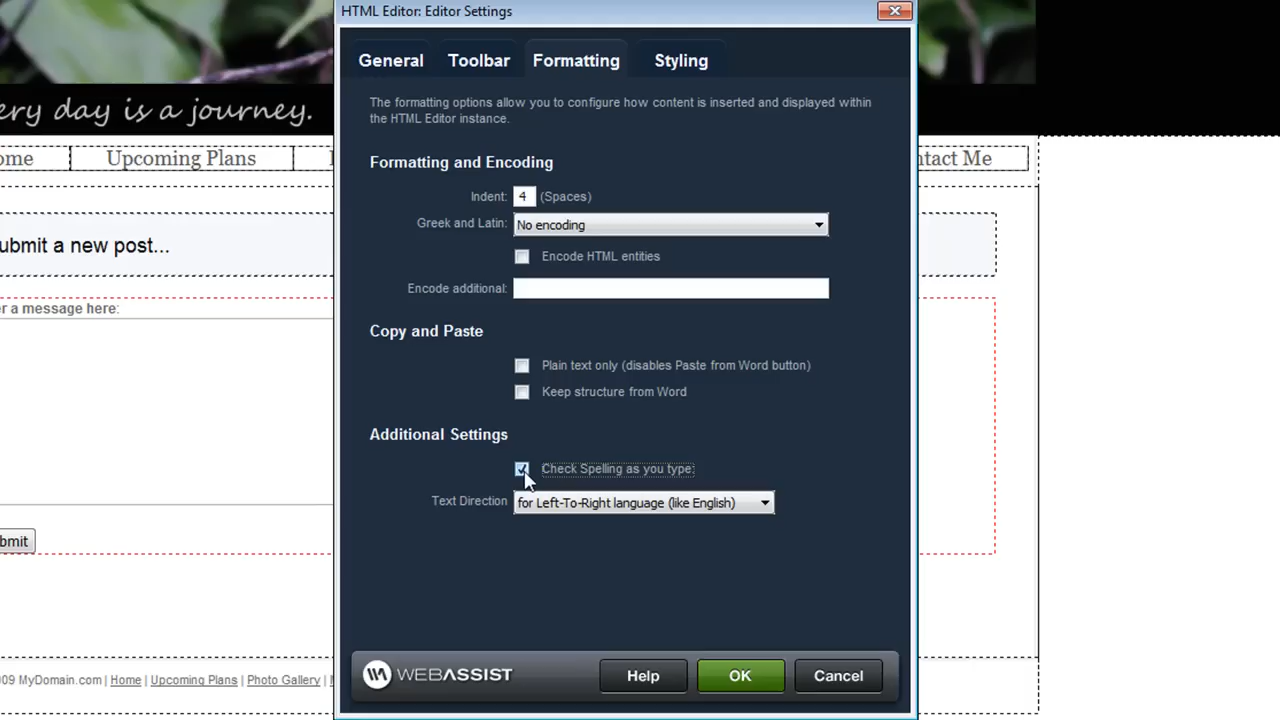 HTML Editor: Editor Settings
General Toolbar Formatting Styling
The formatting options allow you to configure how content is inserted and displayed within
the HTML Editor instance.
Formatting and Encoding
Indent: 4 (Spaces)
Greek and Latin: No encoding
Encode HTML entities
Encode additional:
Copy and Paste
Plain text only (disables Paste from Word button)
Keep structure from Word
Additional Settings
Check Spelling as you type:
Text Direction for Left-To-Right language (like English)
WEBASSIST Help OK Cancel
ery day is a journey.
ome Upcoming Plans ntact Me
ubmit a new post...
r a message here:
bmit
009 MyDomain.com | Home | Upcoming Plans | Photo Gallery |